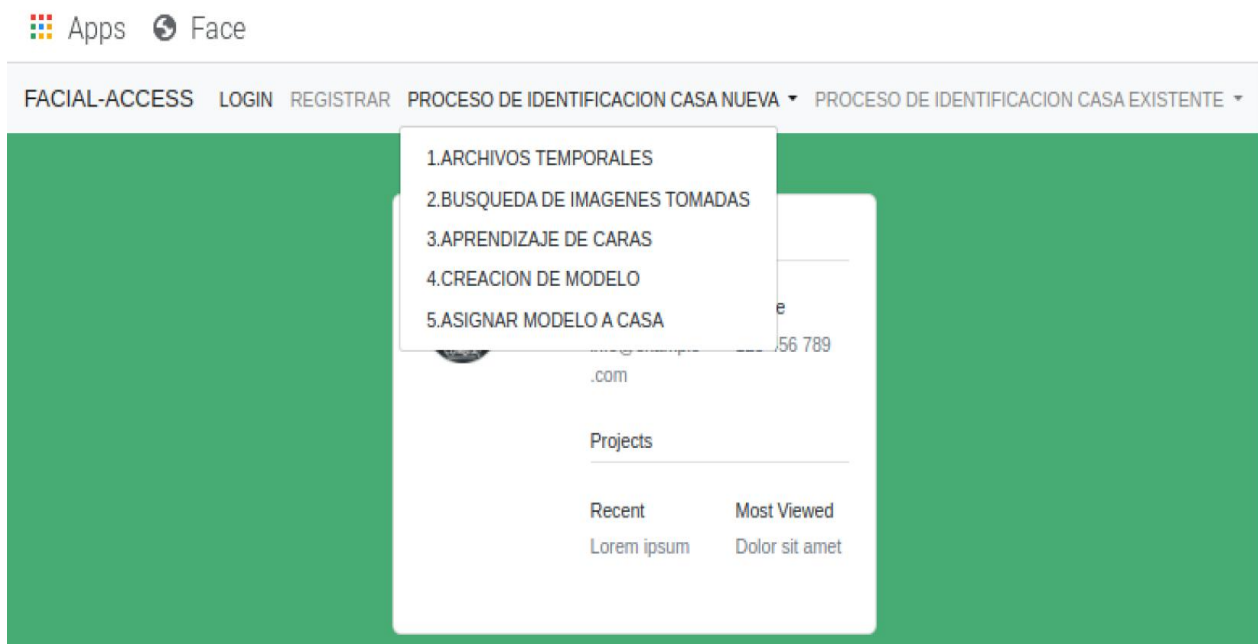 Apps Face
FACIAL-ACCESS LOGIN REGISTRAR PROCESO DE IDENTIFICACION CASA NUEVA PROCESO DE IDENTIFICACION CASA EXISTENTE
1.ARCHIVOS TEMPORALES
2.BUSQUEDA DE IMAGENES TOMADAS
3.APRENDIZAJE DE CARAS
4.CREACION DE MODELO
5.ASIGNAR MODELO A CASA
e
56 789
.com
Projects
Recent Most Viewed
Lorem ipsum Dolor sit amet